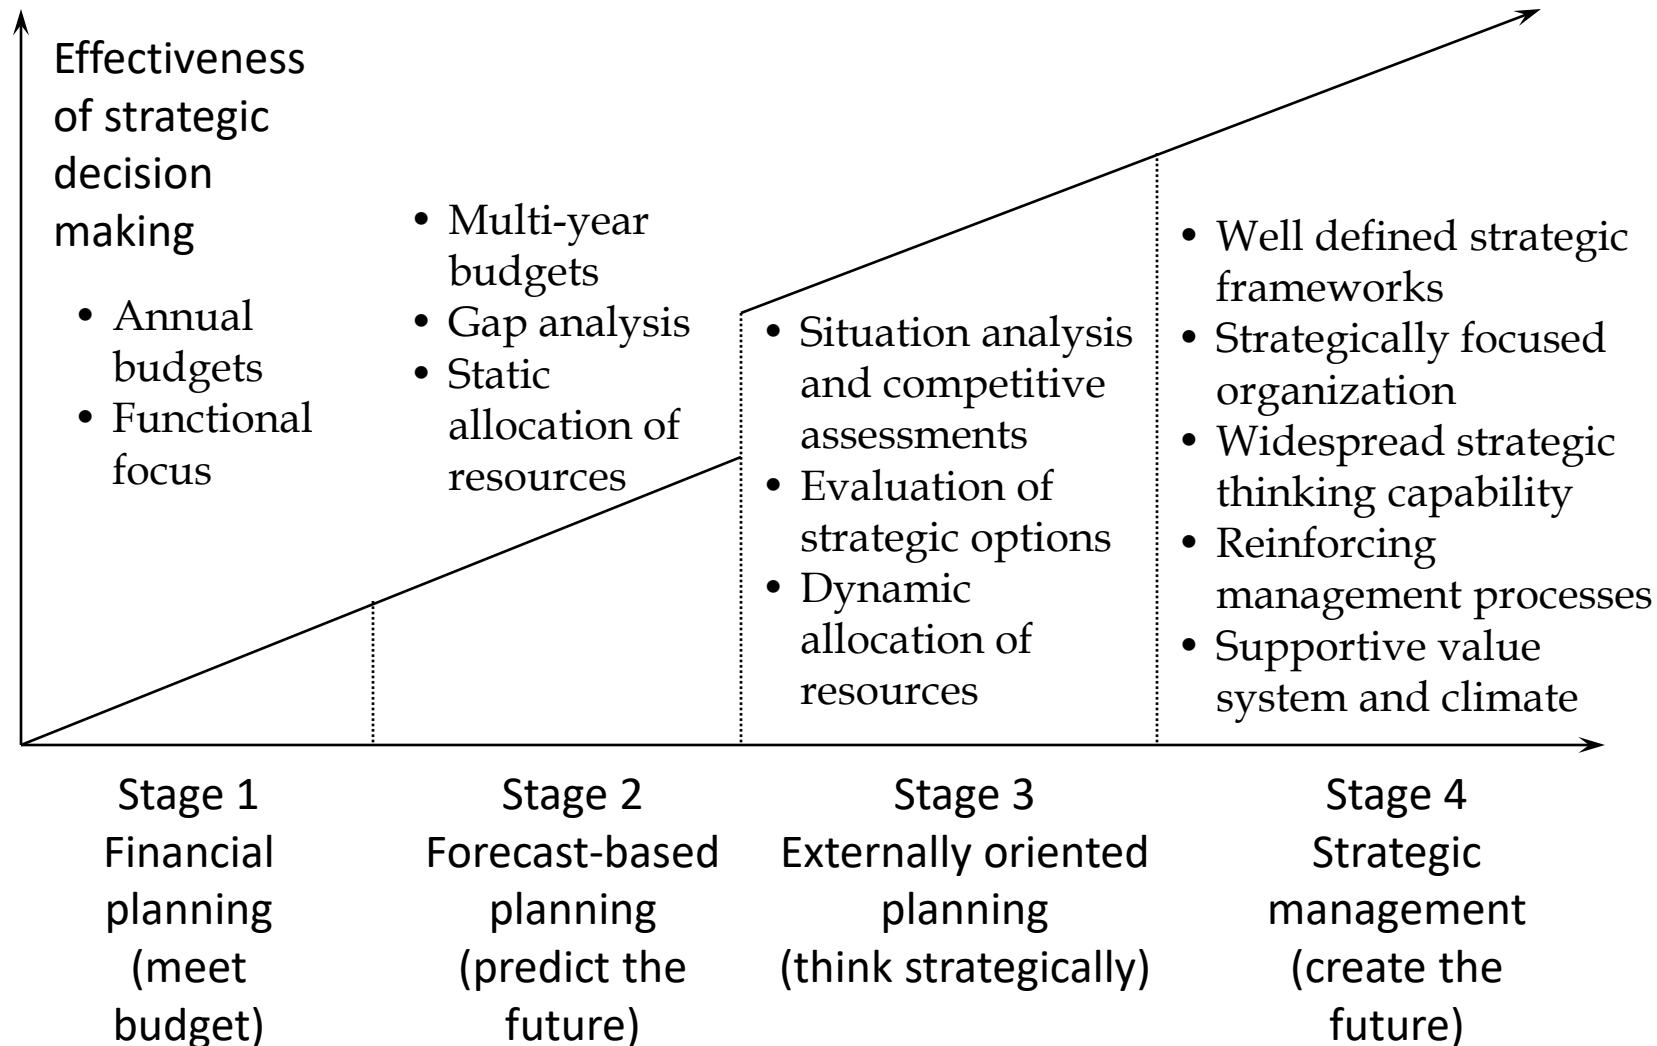 Effectiveness
of strategic
decision
making
• Annual
budgets
• Functional
focus
• Multi-year
budgets
• Gap analysis
• Static
allocation of
resources
• Situation analysis
and competitive
assessments
• Evaluation of
strategic options
• Dynamic
allocation of
resources
• Well defined strategic
frameworks
• Strategically focused
organization
• Widespread strategic
thinking capability
• Reinforcing
management processes
• Supportive value
system and climate
Stage 1
Financial
planning
(meet
budget)
Stage 2
Forecast-based
planning
(predict the
future)
Stage 3
Externally oriented
planning
(think strategically)
Stage 4
Strategic
management
(create the
future)